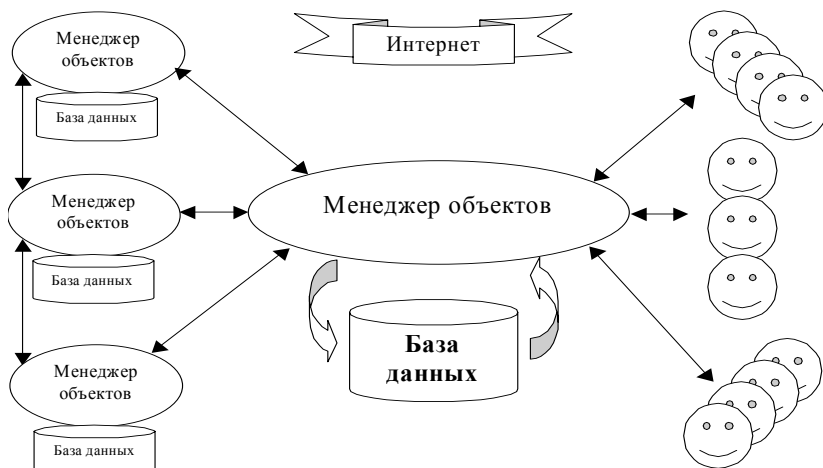 Менеджер
объектов
База данных
Интернет
Менеджер
объектов
База данных
Менеджер объектов
База
данных
Менеджер
объектов
База данных